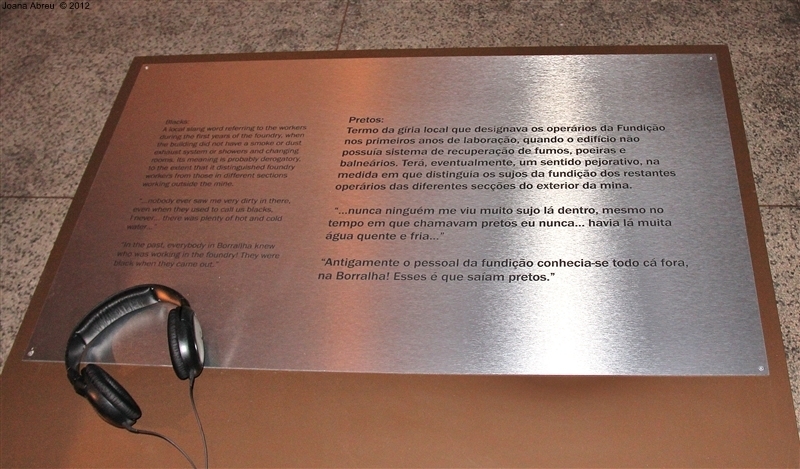 Joana Abreu © 2012
Blacks:
A local slang word referring to the workers
during the first years of the foundry, when
the building did not have a smoke or dust
exhaust system or showers and changing
rooms. Its meaning is probably derogatory,
to the extent that it distinguished foundry
workers from those in different sections
working outside the mine.
"...nobody ever saw me very dirty in there,
even when they used to call us blacks,
I never... there was plenty of hot and cold
water..."
"In the past, everybody in Borralha knew
who was working in the foundry! They were
black when they came out."
Pretos:
Termo da gíria local que designava os operários da Fundição
nos primeiros anos de laboração, quando o edifício não
possuía sistema de recuperação de fumos, poeiras e
balneários. Terá, eventualmente, um sentido pejorativo, na
medida em que distinguia os sujos da fundição dos restantes
operários das diferentes secções do exterior da mina.
"...nunca ninguém me viu muito sujo lá dentro, mesmo no
tempo em que chamavam pretos eu nunca... havia lá muita
água quente e fria..."
"Antigamente o pessoal da fundição conhecia-se todo cá fora,
na Borralha! Esses é que saíam pretos."